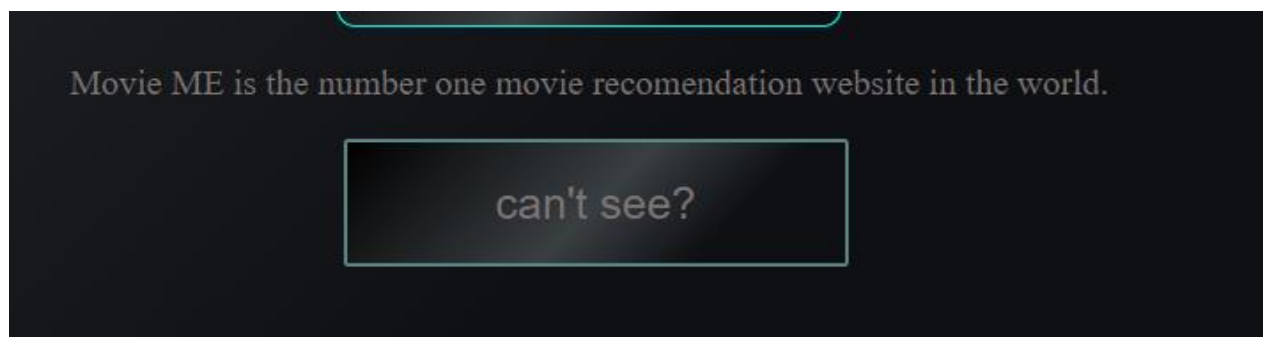 Movie ME is the number one movie recomendation website in the world.
can't see?